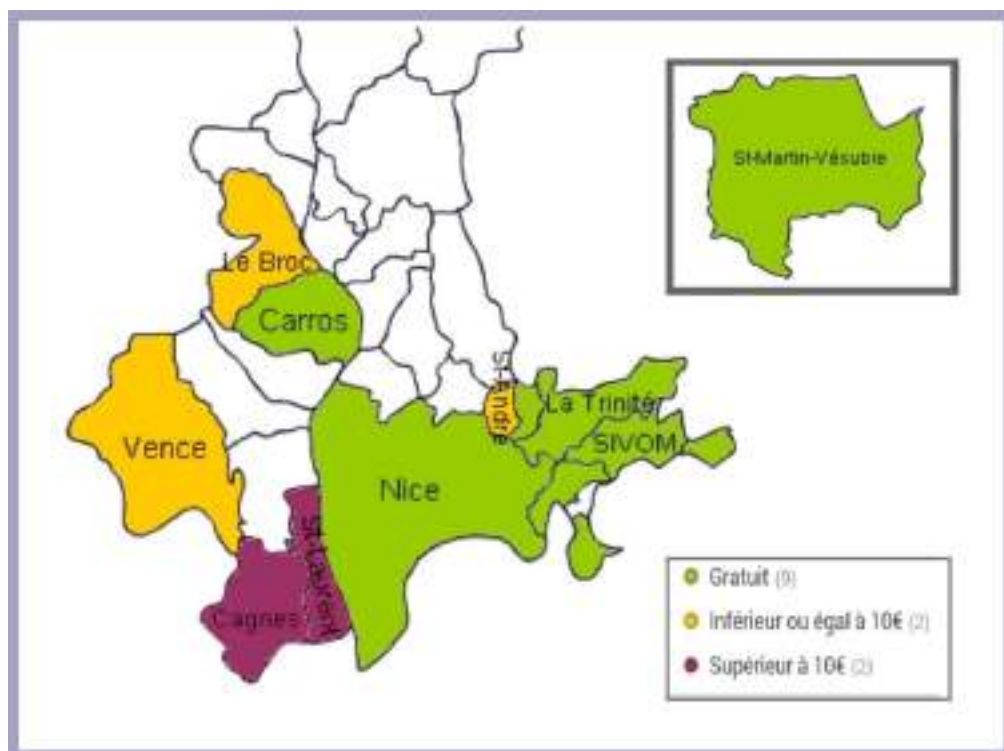 St-Martin-Vésubie
Le Broc
Carros
St-André
La Trinité
Vence
SIVOM
Nice
St-Laurent
Cagnes
Gratuit (9)
Inférieur ou égal à 10€ (2)
Supérieur à 10€ (2)